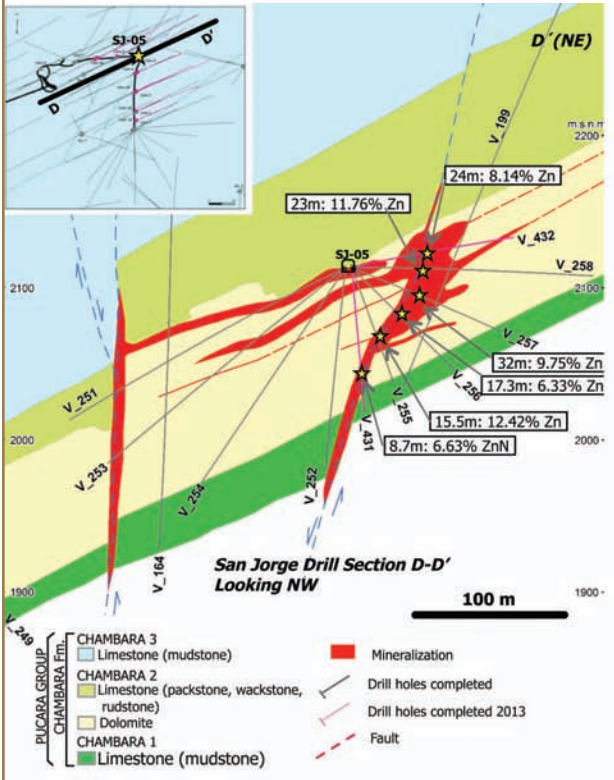 SJ-05
D'
D
D´(NE)
V_199
m.s.n.m
2200
24m: 8.14% Zn
23m: 11.76% Zn
SJ-05
V_432
V_258
2100
2100
V_257
32m: 9.75% Zn
V_256
17.3m: 6.33% Zn
V_251
V_255
15.5m: 12.42% Zn
2000
2000
V_431
8.7m: 6.63% ZnN
V_253
V_254
V_252
V_164
San Jorge Drill Section D-D'
Looking NW
1900
1900
100 m
V_249
PUCARA GROUP
CHAMBARA Fm.
CHAMBARA 3
Limestone (mudstone)
CHAMBARA 2
Limestone (packstone, wackstone,
rudstone)
Dolomite
CHAMBARA 1
Limestone (mudstone)
Mineralization
Drill holes completed
Drill holes completed 2013
Fault